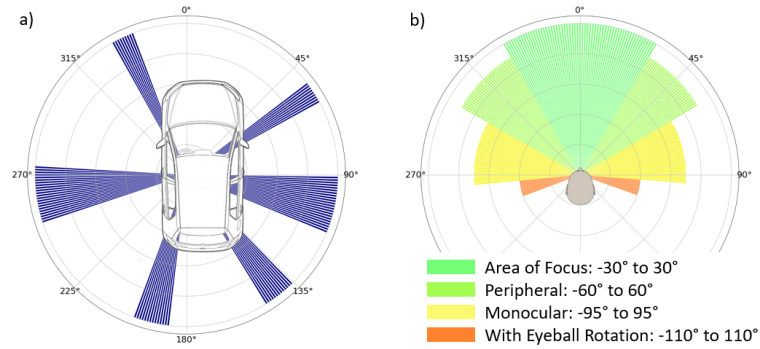 a)
0°
315°
45°
270°
90°
225°
135°
180°
b)
0°
315°
45°
270°
90°
Area of Focus: -30° to 30°
Peripheral: -60° to 60°
Monocular: -95° to 95°
With Eyeball Rotation: -110° to 110°